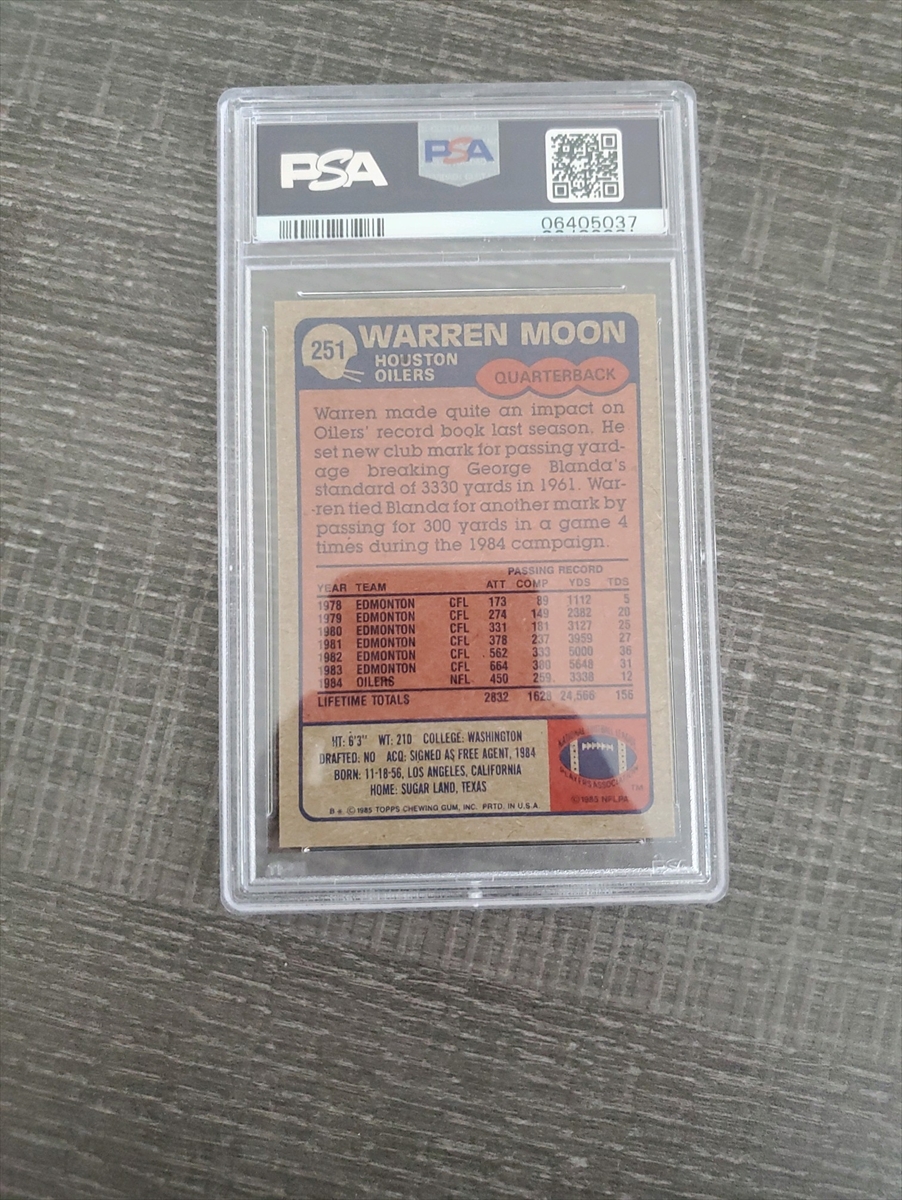 PSA
PSA
06405037
251
WARREN MOON
HOUSTON
OILERS
QUARTERBACK
Warren made quite an impact on
Oilers' record book last season. He
set new club mark for passing yard-
age breaking George Blanda's
standard of 3330 yards in 1961. War-
ren tied Blanda for another mark by
passing for 300 yards in a game 4
times during the 1984 campaign.
PASSING RECORD
YEAR TEAM ATT COMP YDS TDS
1978 EDMONTON CFL 173 89 1112 5
1979 EDMONTON CFL 274 149 2382 20
1980 EDMONTON CFL 331 181 3127 25
1981 EDMONTON CFL 378 237 3959 27
1982 EDMONTON CFL 562 333 5000 36
1983 EDMONTON CFL 664 380 5648 31
1984 OILERS NFL 450 259 3338 12
LIFETIME TOTALS 2832 1628 24,566 156
HT: 6'3" WT: 210 COLLEGE: WASHINGTON
DRAFTED: NO ACQ: SIGNED AS FREE AGENT, 1984
BORN: 11-18-56, LOS ANGELES, CALIFORNIA
HOME: SUGAR LAND, TEXAS
B* © 1985 TOPPS CHEWING GUM, INC. PRTD. IN U.S.A.
PLAYERS ASSOCIATION
TM
© 1985 NFLPA
PSA